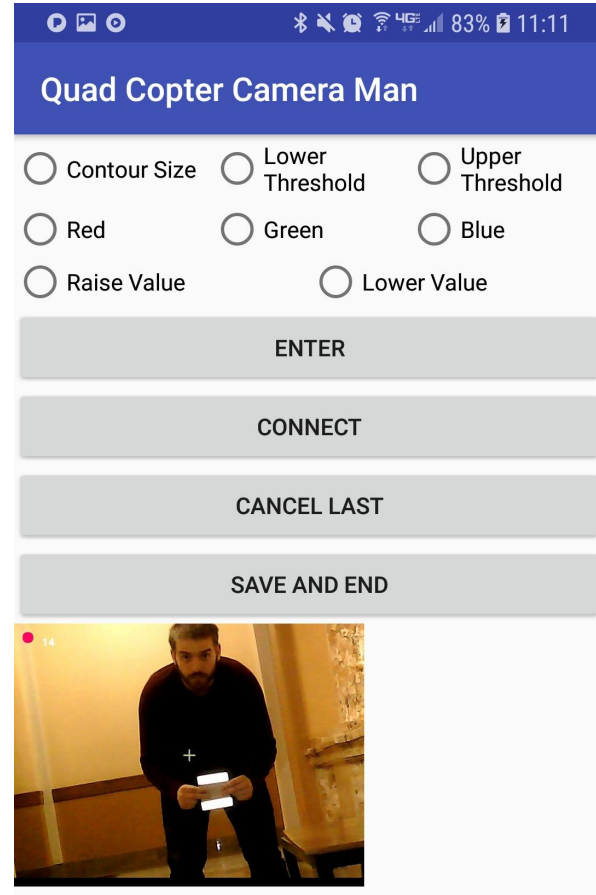 4G 83% 11:11
Quad Copter Camera Man
Contour Size
Lower
Threshold
Upper
Threshold
Red
Green
Blue
Raise Value
Lower Value
ENTER
CONNECT
CANCEL LAST
SAVE AND END
14